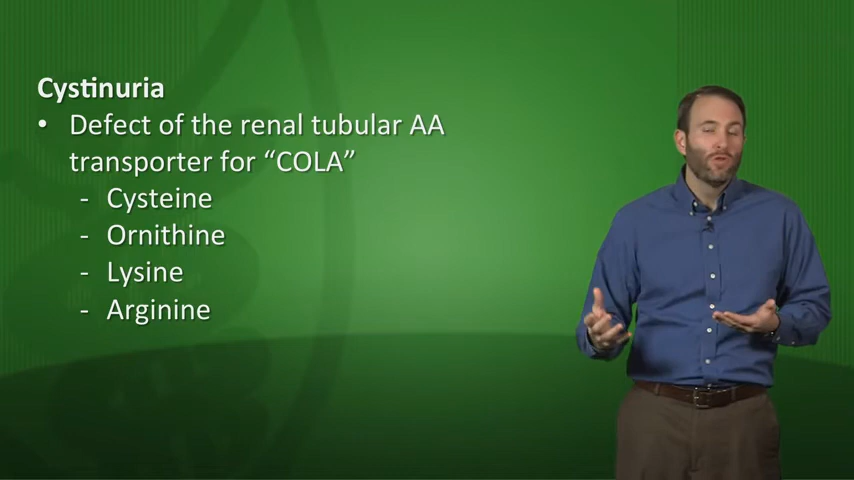 Cystinuria
• Defect of the renal tubular AA
transporter for “COLA”
- Cysteine
- Ornithine
- Lysine
- Arginine